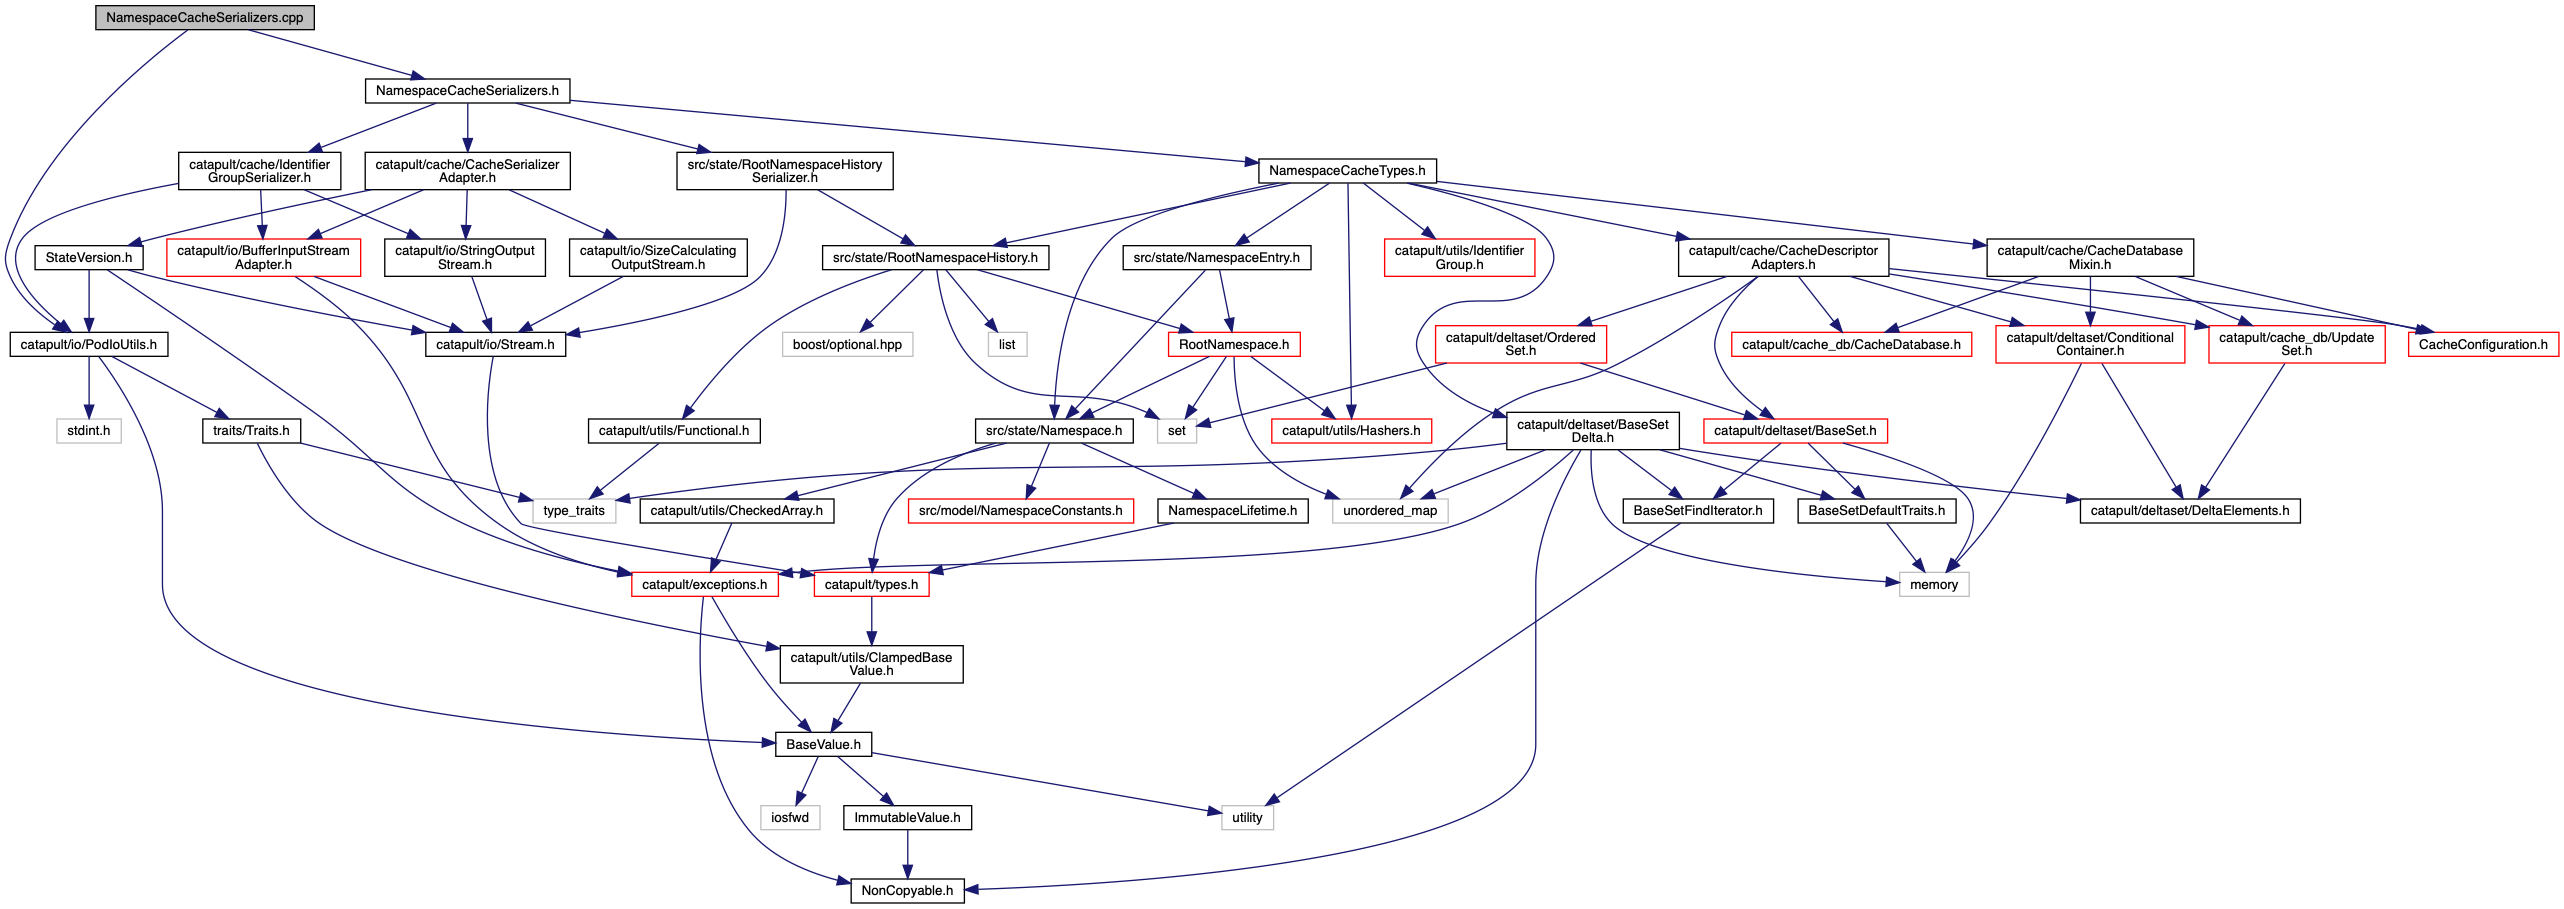 NamespaceCacheSerializers.cpp
NamespaceCacheSerializers.h
catapult/cache/Identifier
GroupSerializer.h
catapult/cache/CacheSerializer
Adapter.h
src/state/RootNamespaceHistory
Serializer.h
NamespaceCacheTypes.h
StateVersion.h
catapult/io/BufferInputStream
Adapter.h
catapult/io/StringOutput
Stream.h
catapult/io/SizeCalculating
OutputStream.h
src/state/RootNamespaceHistory.h
src/state/NamespaceEntry.h
catapult/utils/Identifier
Group.h
catapult/cache/CacheDescriptor
Adapters.h
catapult/cache/CacheDatabase
Mixin.h
catapult/io/PodIoUtils.h
catapult/io/Stream.h
boost/optional.hpp
list
RootNamespace.h
catapult/deltaset/Ordered
Set.h
catapult/cache_db/CacheDatabase.h
catapult/deltaset/Conditional
Container.h
catapult/cache_db/Update
Set.h
CacheConfiguration.h
stdint.h
traits/Traits.h
catapult/utils/Functional.h
src/state/Namespace.h
set
catapult/utils/Hashers.h
catapult/deltaset/BaseSet
Delta.h
catapult/deltaset/BaseSet.h
type_traits
catapult/utils/CheckedArray.h
src/model/NamespaceConstants.h
NamespaceLifetime.h
unordered_map
BaseSetFindIterator.h
BaseSetDefaultTraits.h
catapult/deltaset/DeltaElements.h
catapult/exceptions.h
catapult/types.h
memory
catapult/utils/ClampedBase
Value.h
BaseValue.h
iosfwd
ImmutableValue.h
utility
NonCopyable.h